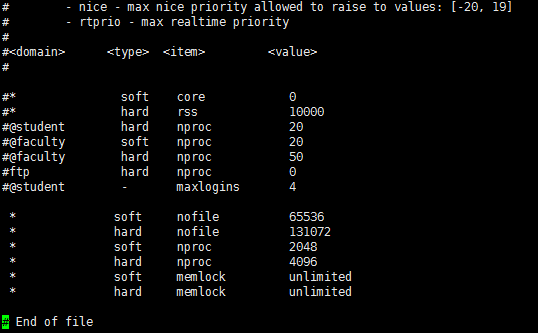 #        - nice - max nice priority allowed to raise to values: [-20, 19]
#        - rtprio - max realtime priority
#
#<domain>      <type>  <item>         <value>
#
#*               soft    core            0
#*               hard    rss             10000
#@student        hard    nproc           20
#@faculty        soft    nproc           20
#@faculty        hard    nproc           50
#ftp             hard    nproc           0
#@student        -       maxlogins       4
 *              soft    nofile          65536
 *              hard    nofile          131072
 *              soft    nproc           2048
 *              hard    nproc           4096
 *              soft    memlock         unlimited
 *              hard    memlock         unlimited
# End of file